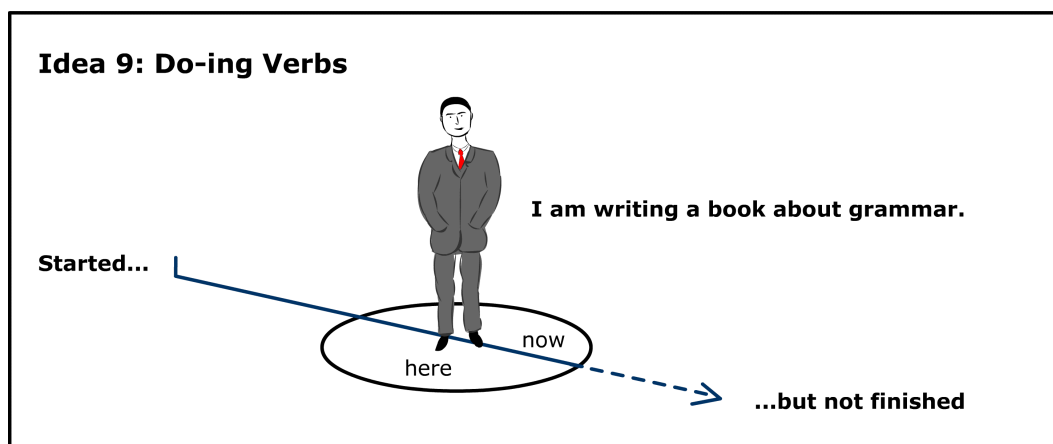 Idea 9: Do-ing Verbs
I am writing a book about grammar.
Started...
now
here
...but not finished